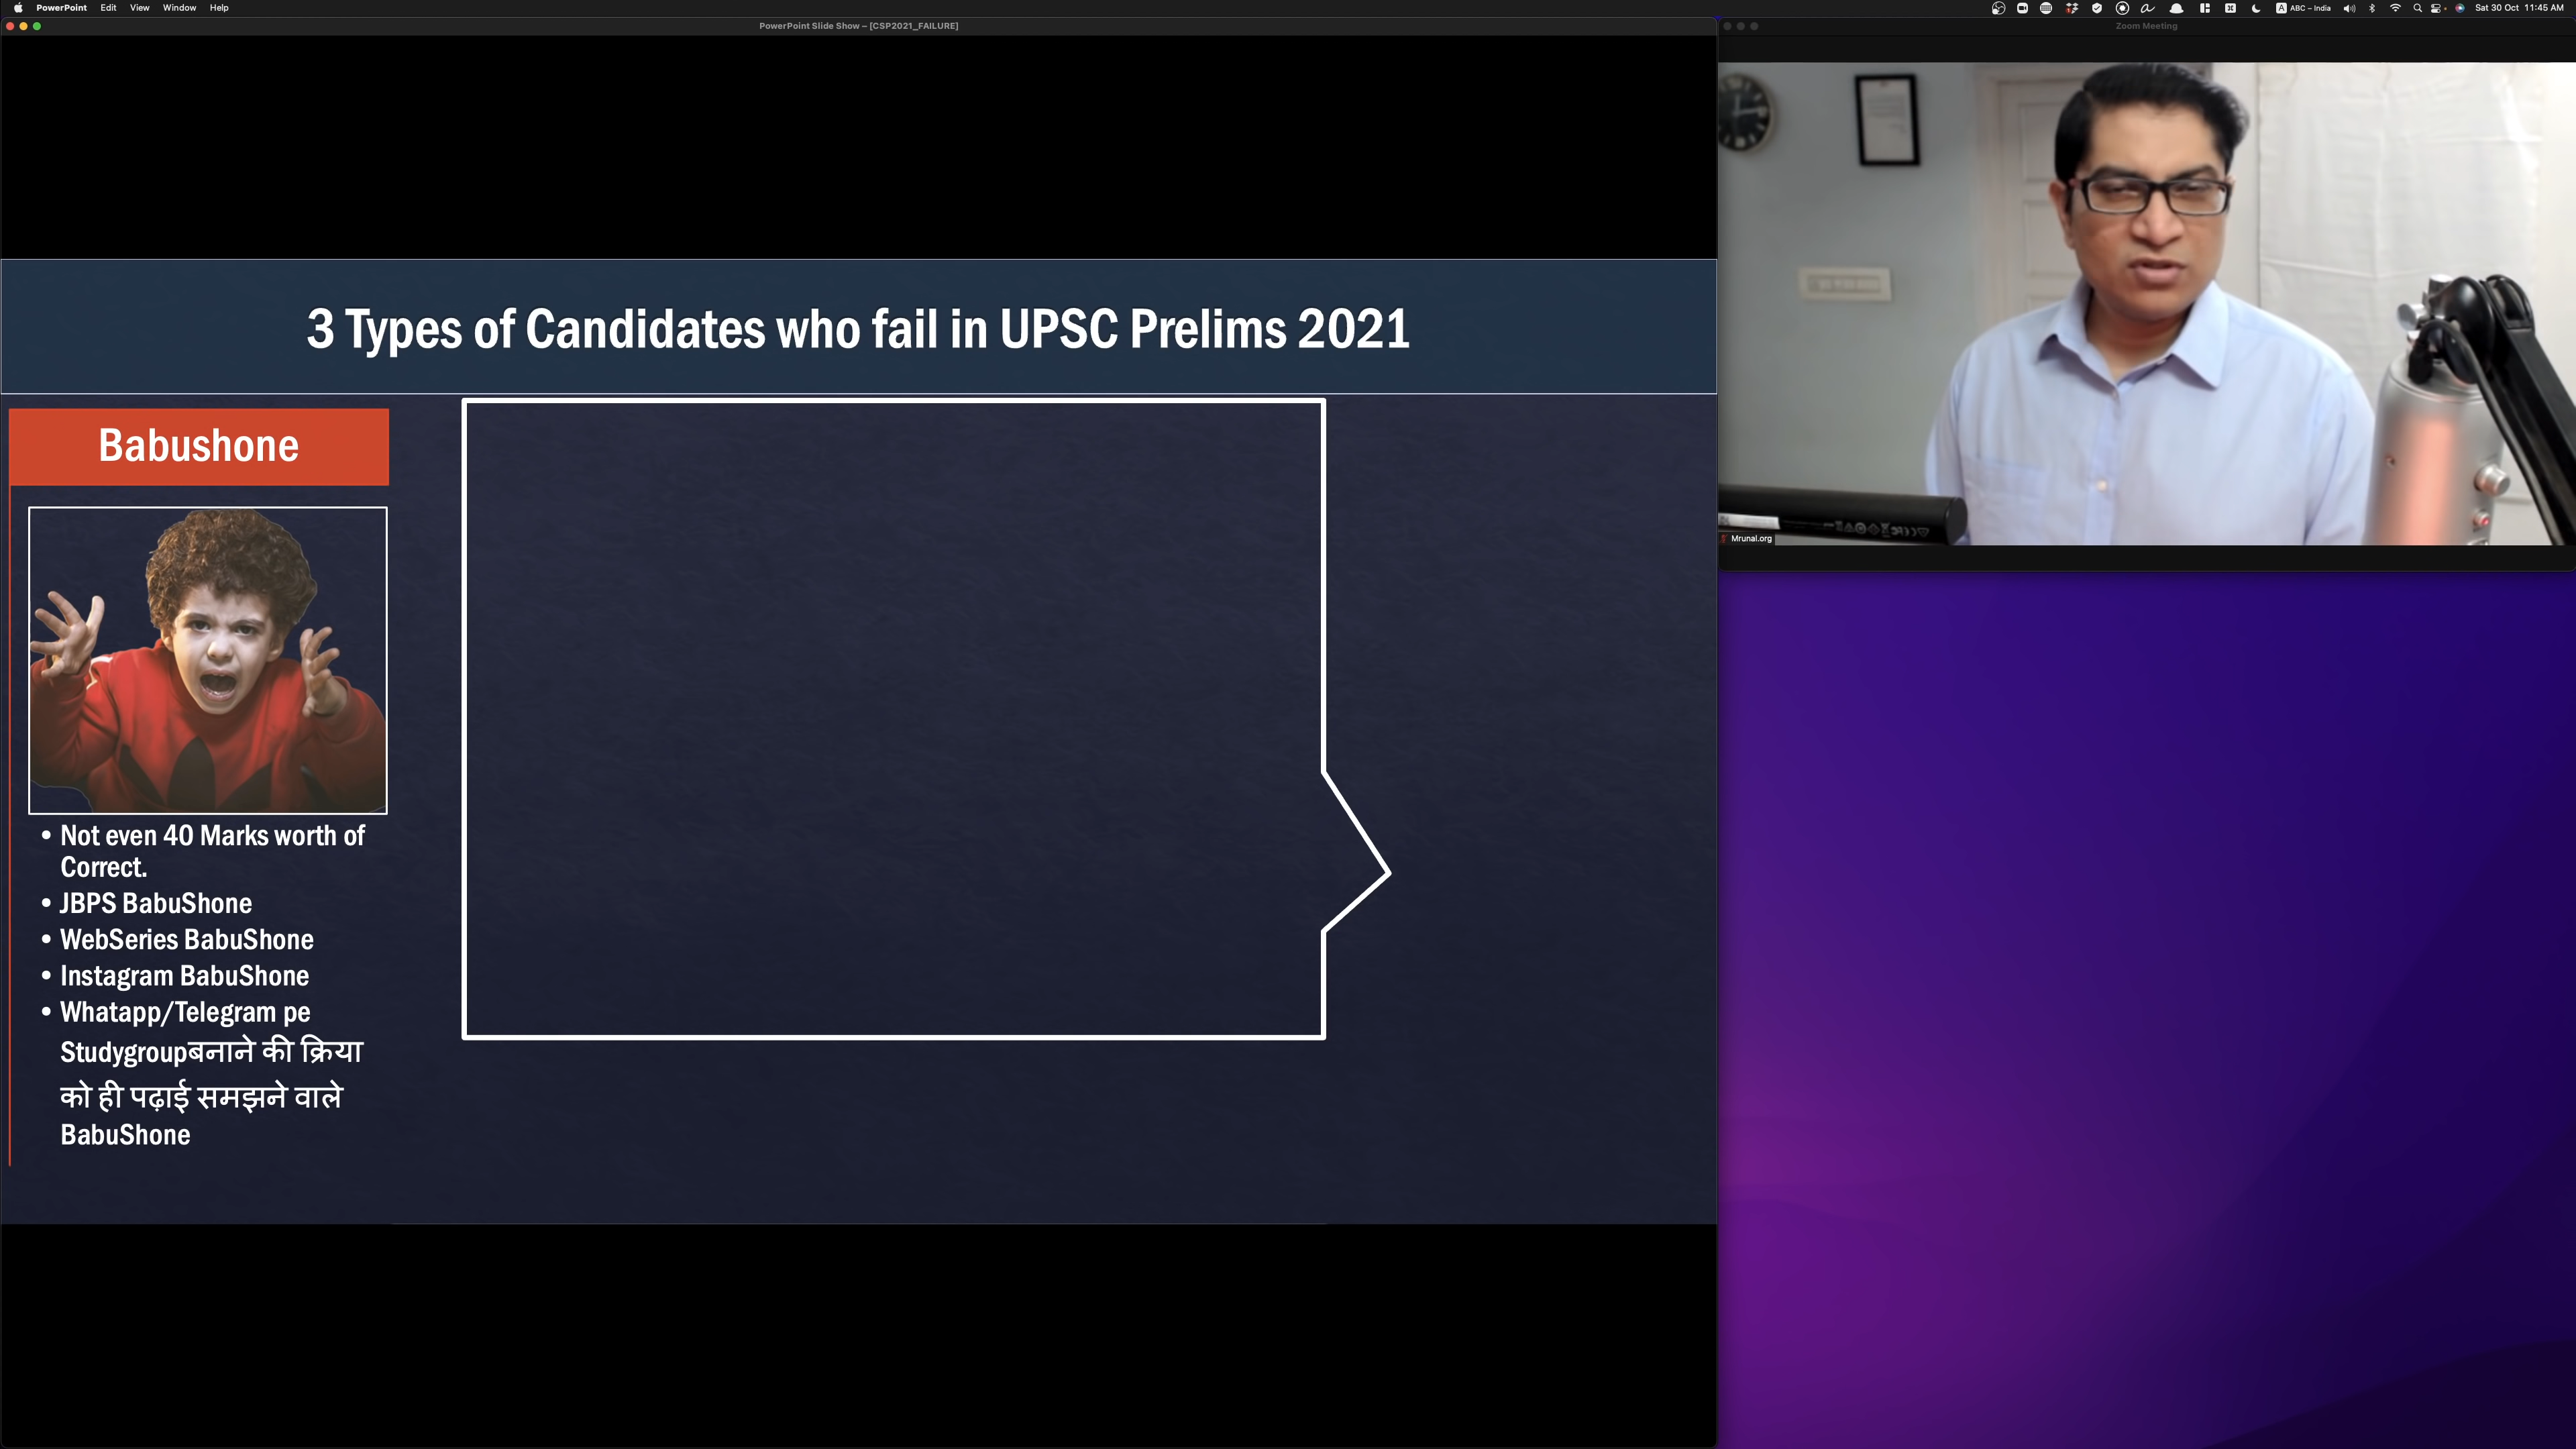 PowerPoint Edit View Window Help
ABC – India
Sat 30 Oct 11:45 AM
PowerPoint Slide Show – [CSP2021_FAILURE]
Zoom Meeting
3 Types of Candidates who fail in UPSC Prelims 2021
Babushone
• Not even 40 Marks worth of
Correct.
• JBPS BabuShone
• WebSeries BabuShone
• Instagram BabuShone
• Whatapp/Telegram pe
Studygroupबनाने की क्रिया
को ही पढ़ाई समझने वाले
BabuShone
Mrunal.org